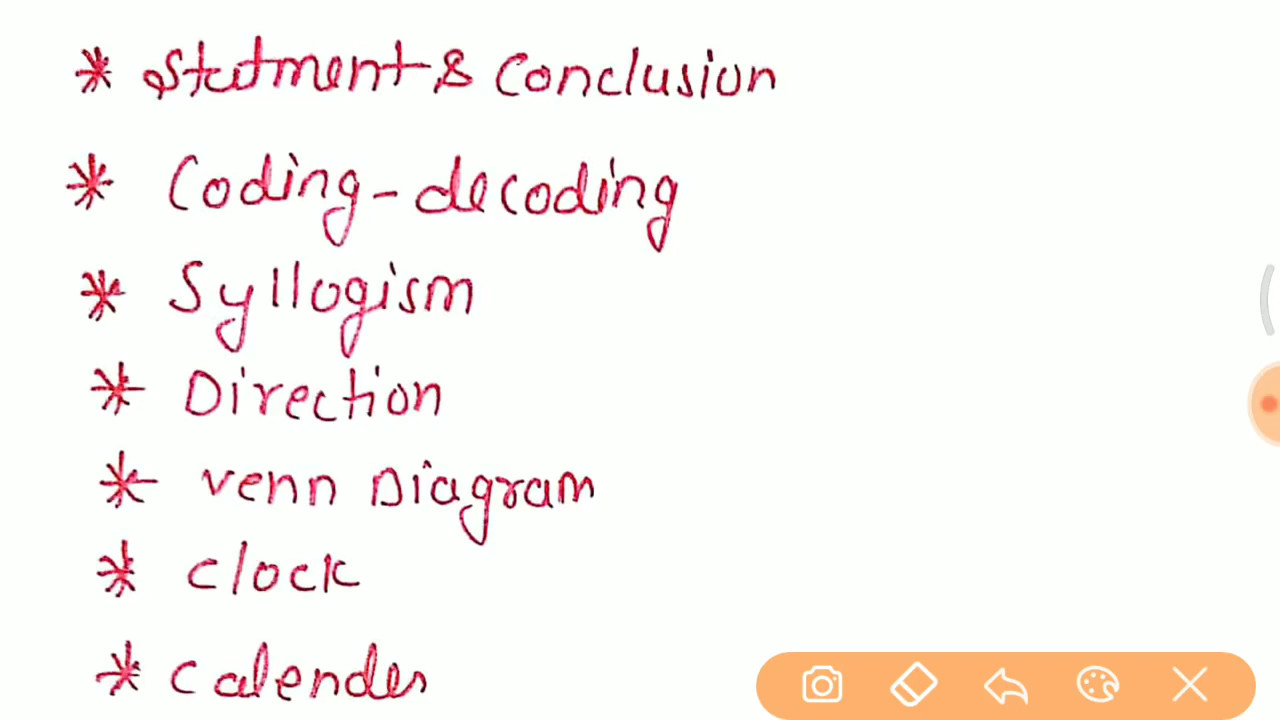 * Statment & Conclusion
* Coding-decoding
* Syllogism
* Direction
* Venn Diagram
* Clock
* Calender